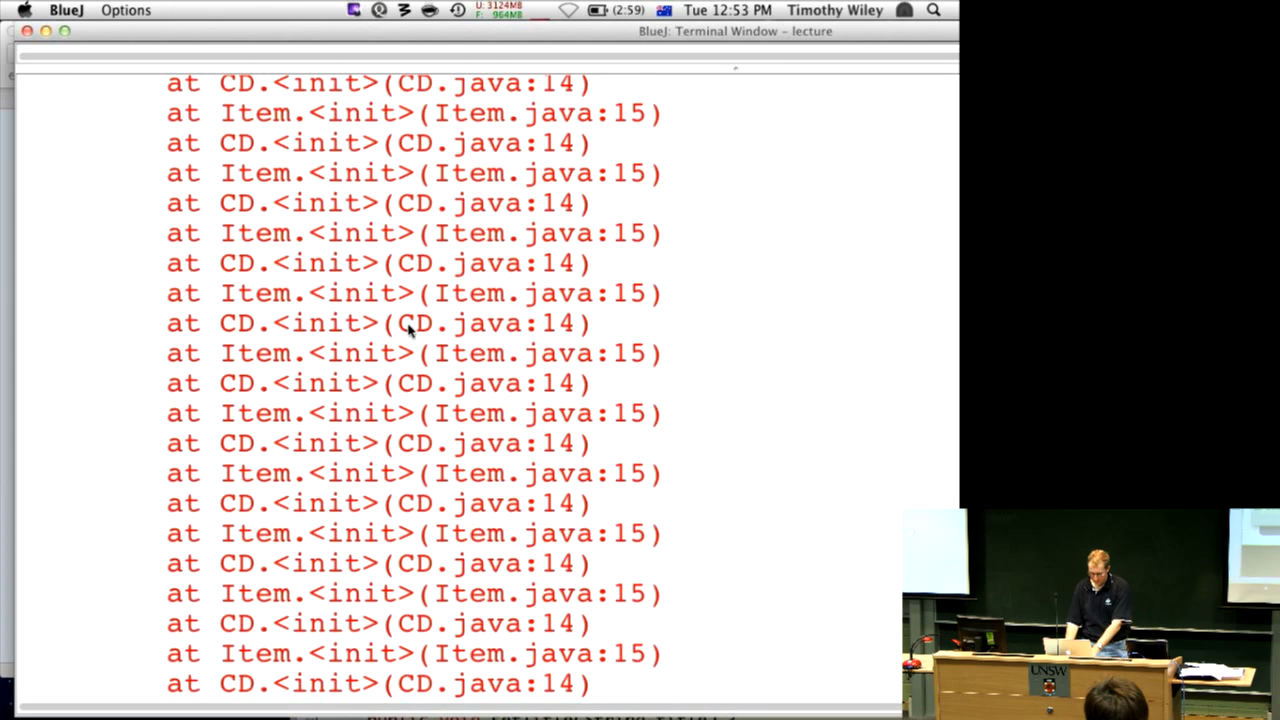 BlueJ Options U: 3124MB F: 964MB (2:59) Tue 12:53 PM Timothy Wiley
BlueJ: Terminal Window – lecture
at CD.<init>(CD.java:14)
at Item.<init>(Item.java:15)
at CD.<init>(CD.java:14)
at Item.<init>(Item.java:15)
at CD.<init>(CD.java:14)
at Item.<init>(Item.java:15)
at CD.<init>(CD.java:14)
at Item.<init>(Item.java:15)
at CD.<init>(CD.java:14)
at Item.<init>(Item.java:15)
at CD.<init>(CD.java:14)
at Item.<init>(Item.java:15)
at CD.<init>(CD.java:14)
at Item.<init>(Item.java:15)
at CD.<init>(CD.java:14)
at Item.<init>(Item.java:15)
at CD.<init>(CD.java:14)
at Item.<init>(Item.java:15)
at CD.<init>(CD.java:14)
at Item.<init>(Item.java:15)
at CD.<init>(CD.java:14)
UNSW